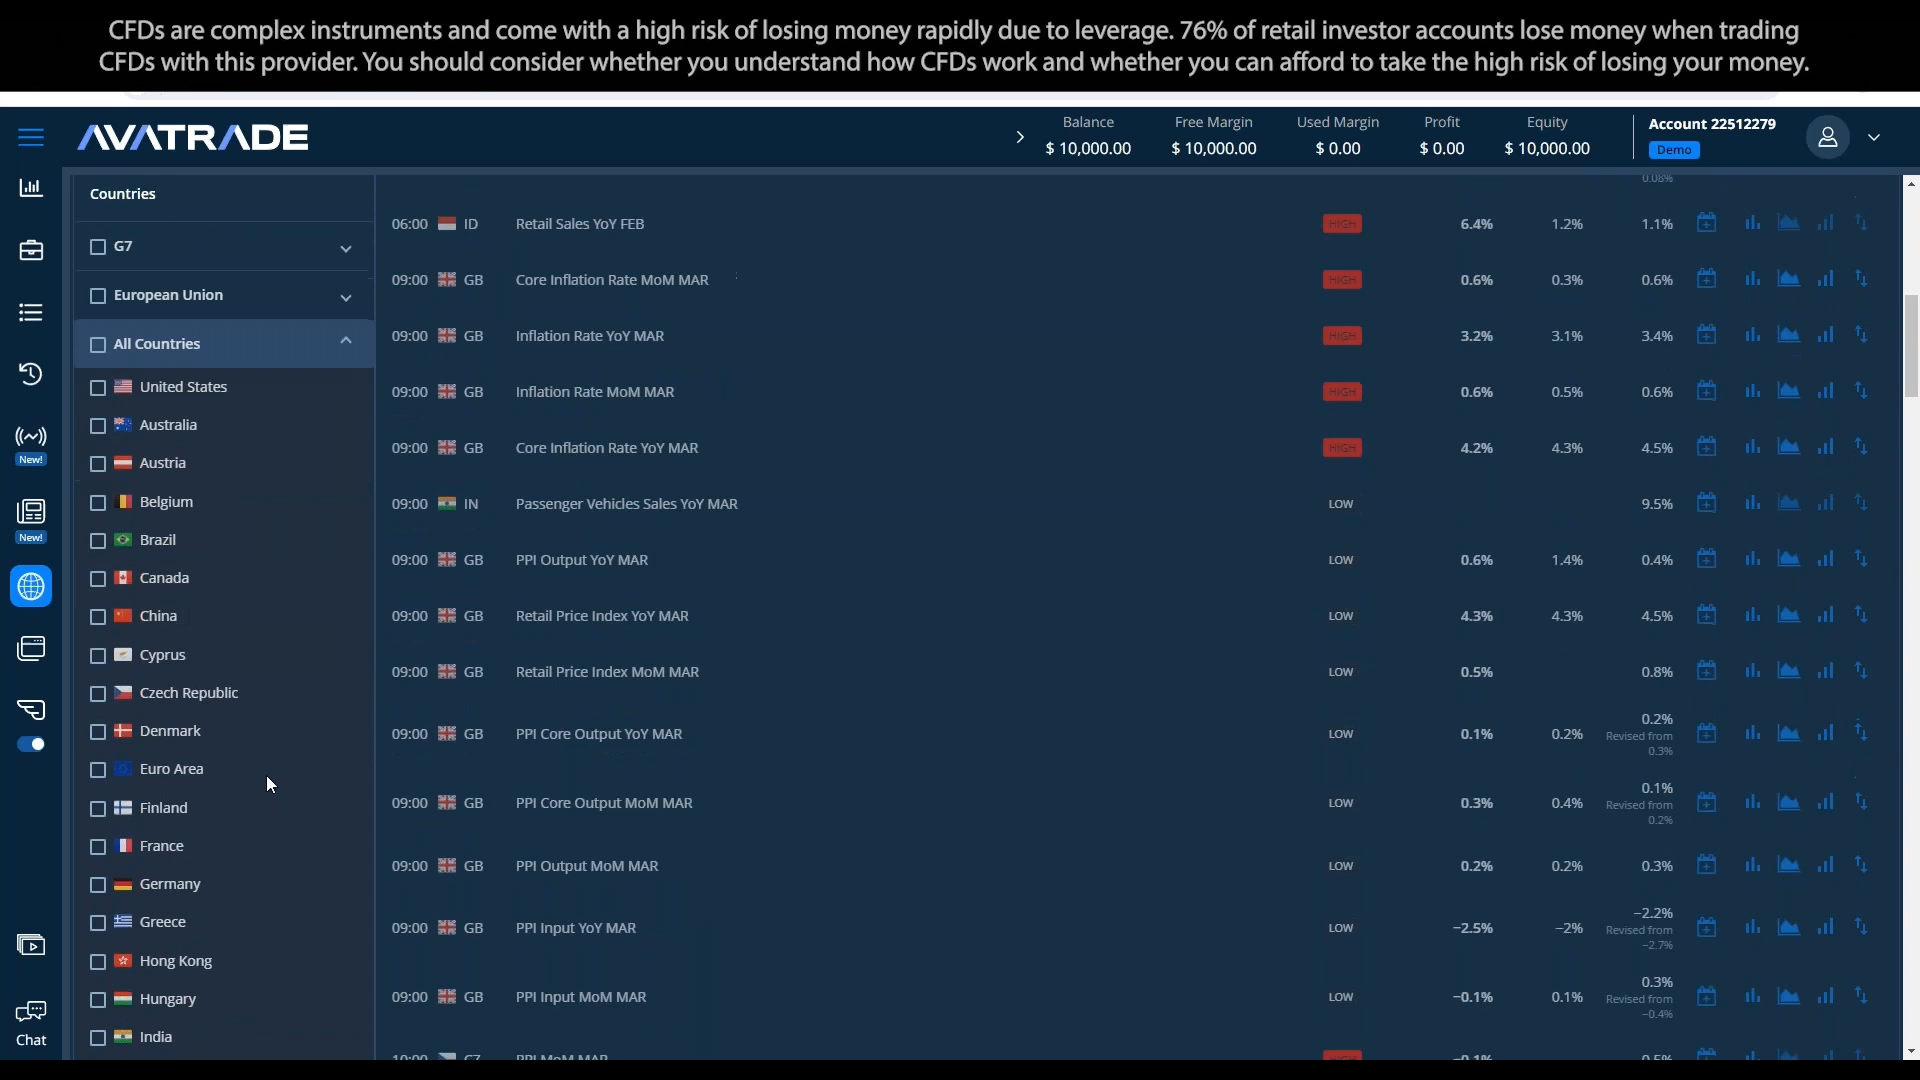 CFDs are complex instruments and come with a high risk of losing money rapidly due to leverage. 76% of retail investor accounts lose money when trading
CFDs with this provider. You should consider whether you understand how CFDs work and whether you can afford to take the high risk of losing your money.
AVATRADE
Balance Free Margin Used Margin Profit Equity Account 22512279
$ 10,000.00 $ 10,000.00 $ 0.00 $ 0.00 $ 10,000.00 Demo
Countries
G7
European Union
All Countries
United States
Australia
Austria
Belgium
Brazil
Canada
China
Cyprus
Czech Republic
Denmark
Euro Area
Finland
France
Germany
Greece
Hong Kong
Hungary
India
New!
New!
Chat
0.08%
06:00 ID Retail Sales YoY FEB HIGH 6.4% 1.2% 1.1%
09:00 GB Core Inflation Rate MoM MAR HIGH 0.6% 0.3% 0.6%
09:00 GB Inflation Rate YoY MAR HIGH 3.2% 3.1% 3.4%
09:00 GB Inflation Rate MoM MAR HIGH 0.6% 0.5% 0.6%
09:00 GB Core Inflation Rate YoY MAR HIGH 4.2% 4.3% 4.5%
09:00 IN Passenger Vehicles Sales YoY MAR LOW 9.5%
09:00 GB PPI Output YoY MAR LOW 0.6% 1.4% 0.4%
09:00 GB Retail Price Index YoY MAR LOW 4.3% 4.3% 4.5%
09:00 GB Retail Price Index MoM MAR LOW 0.5% 0.8%
09:00 GB PPI Core Output YoY MAR LOW 0.1% 0.2% 0.2%
Revised from
0.3%
09:00 GB PPI Core Output MoM MAR LOW 0.3% 0.4% 0.1%
Revised from
0.2%
09:00 GB PPI Output MoM MAR LOW 0.2% 0.2% 0.3%
09:00 GB PPI Input YoY MAR LOW −2.5% −2% −2.2%
Revised from
−2.7%
09:00 GB PPI Input MoM MAR LOW −0.1% 0.1% 0.3%
Revised from
−0.4%
10:00 CZ PPI MoM MAR